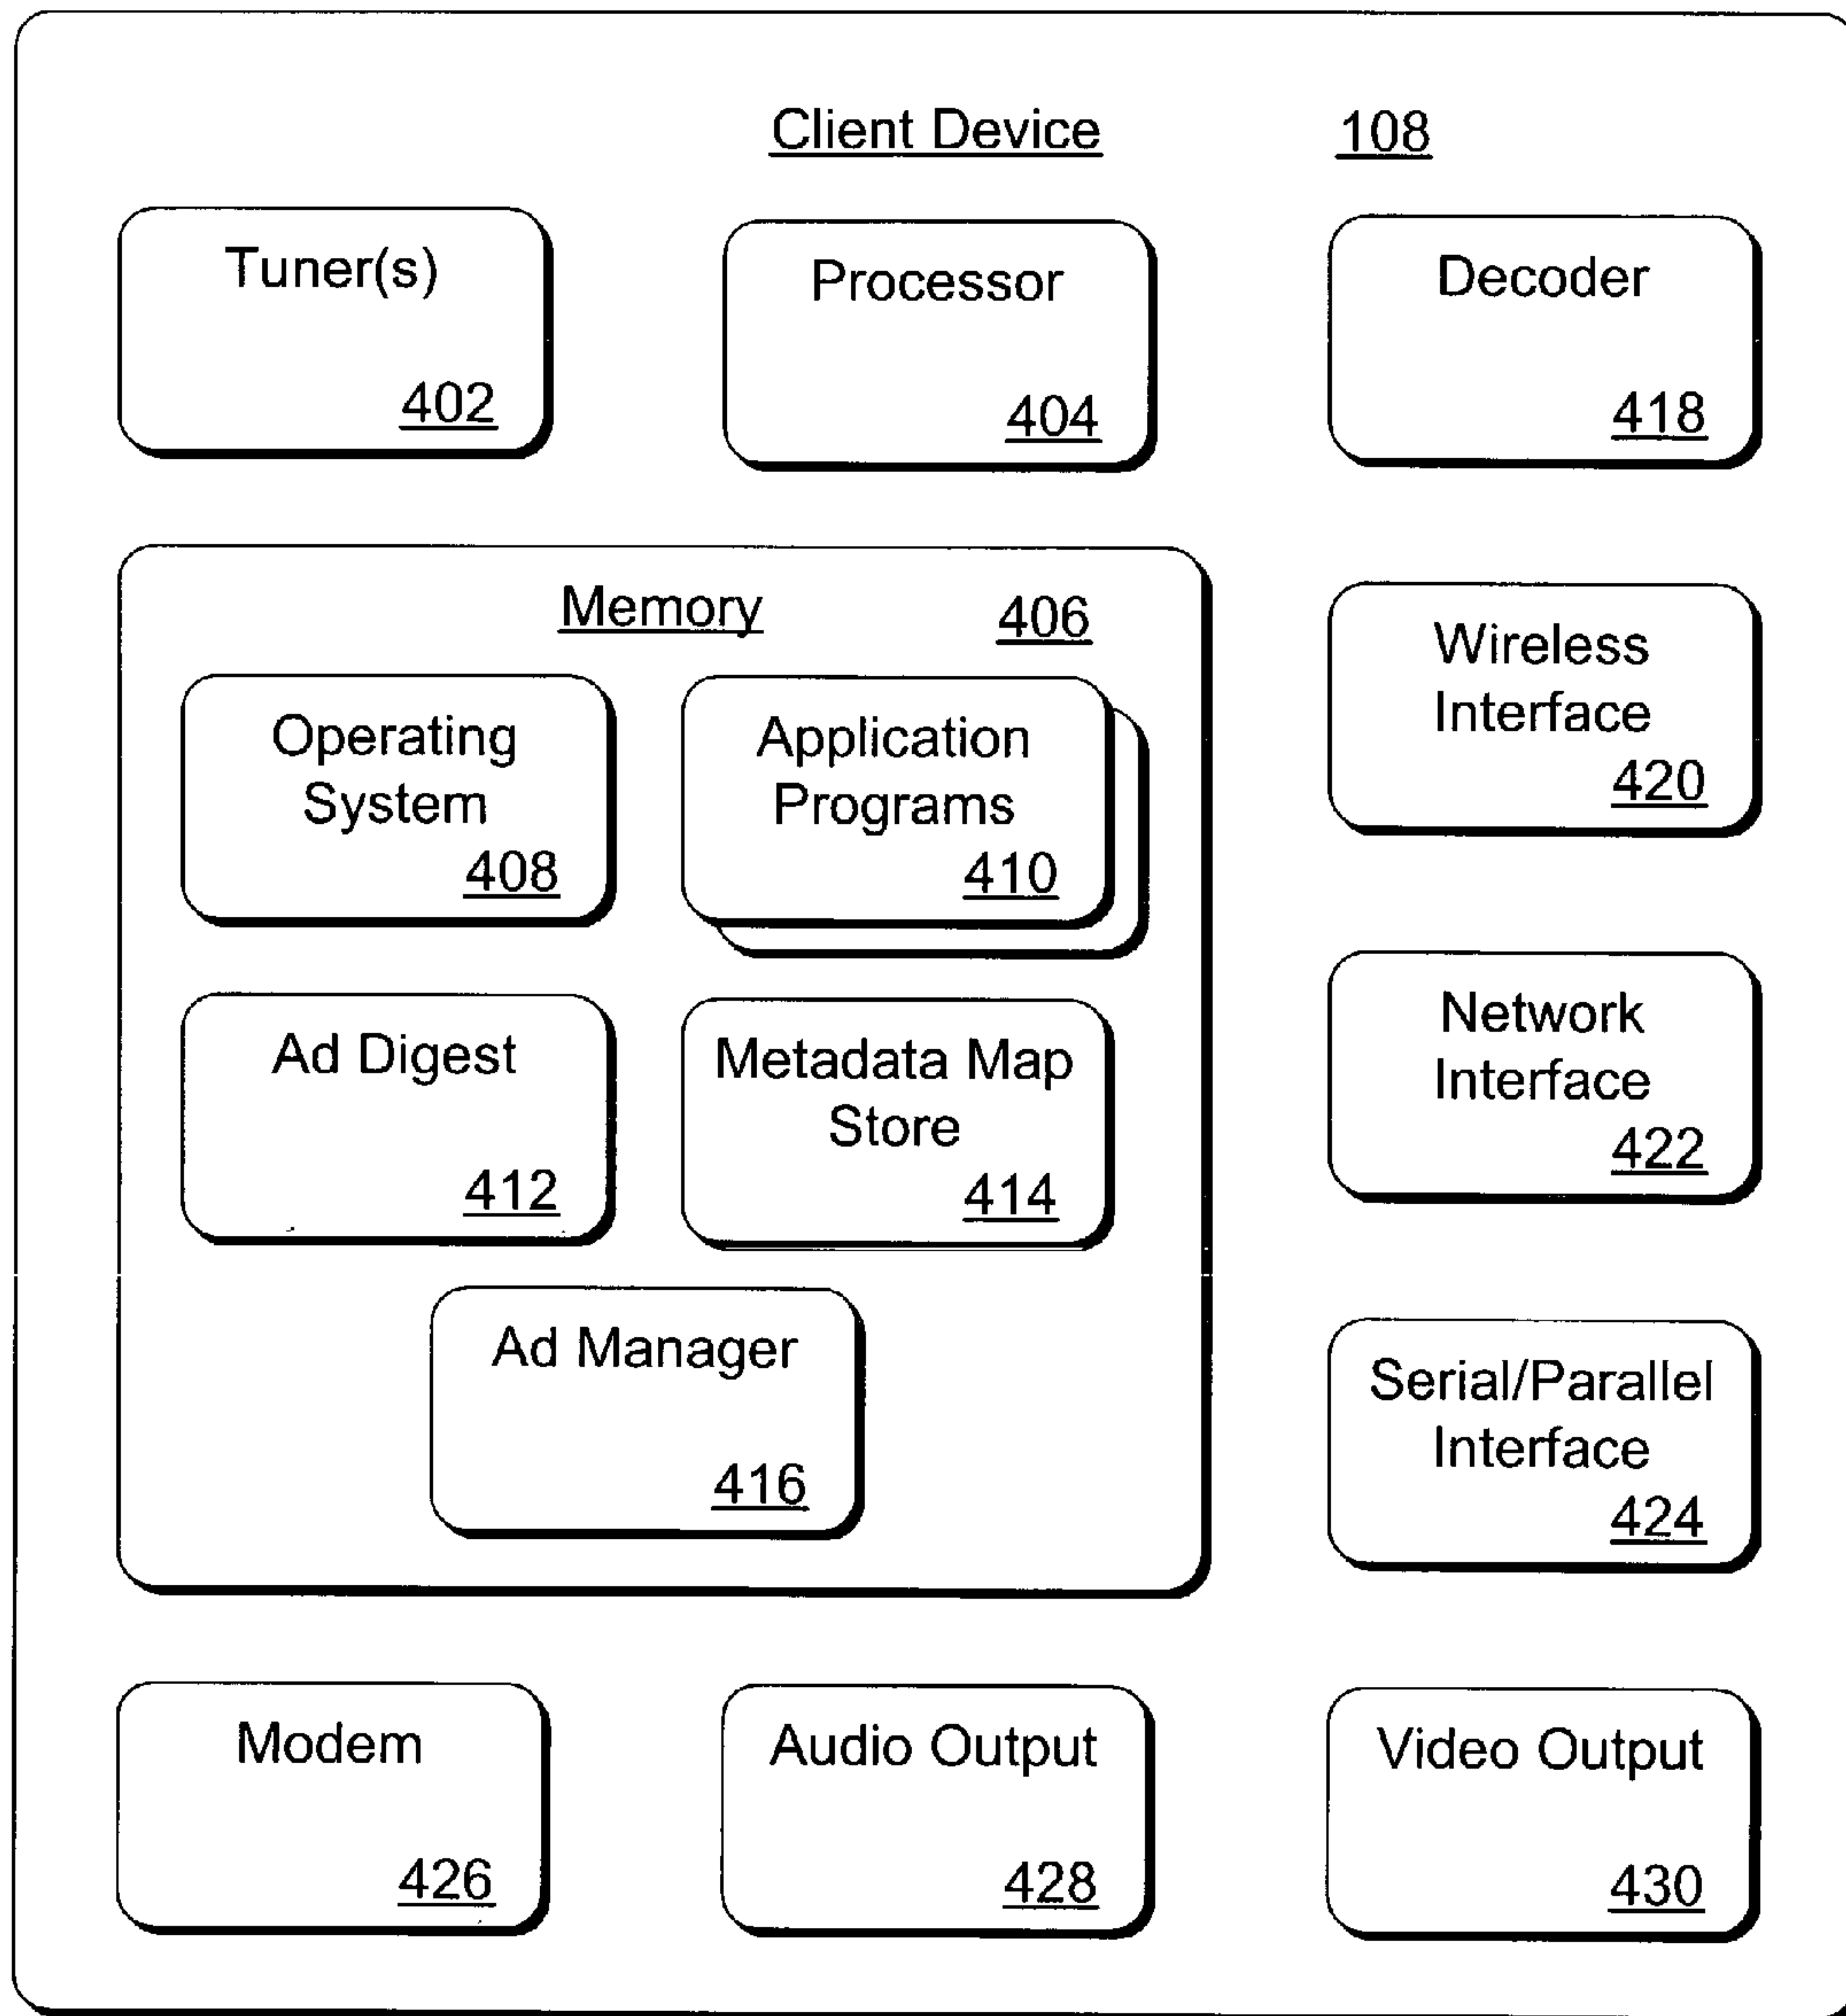 Client Device 108
Tuner(s)
402
Processor
404
Decoder
418
Memory 406
Operating
System
408
Application
Programs
410
Ad Digest
412
Metadata Map
Store
414
Ad Manager
416
Wireless
Interface
420
Network
Interface
422
Serial/Parallel
Interface
424
Modem
426
Audio Output
428
Video Output
430